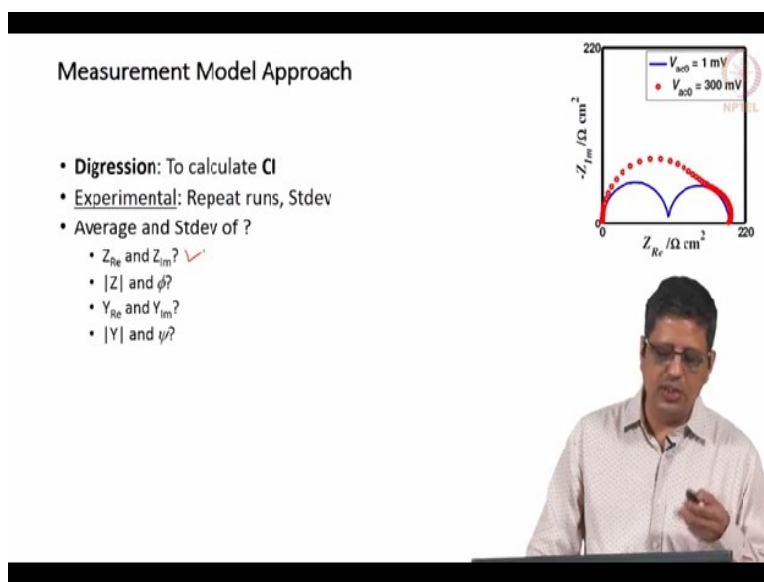 Measurement Model Approach
• Digression: To calculate CI
• Experimental: Repeat runs, Stdev
• Average and Stdev of ?
• Z_Re and Z_Im?
• |Z| and ϕ?
• Y_Re and Y_Im?
• |Y| and ψ?
220
V_ac0 = 1 mV
V_ac0 = 300 mV
NPTEL
-Z_Im /Ω cm²
0
0
220
Z_Re /Ω cm²